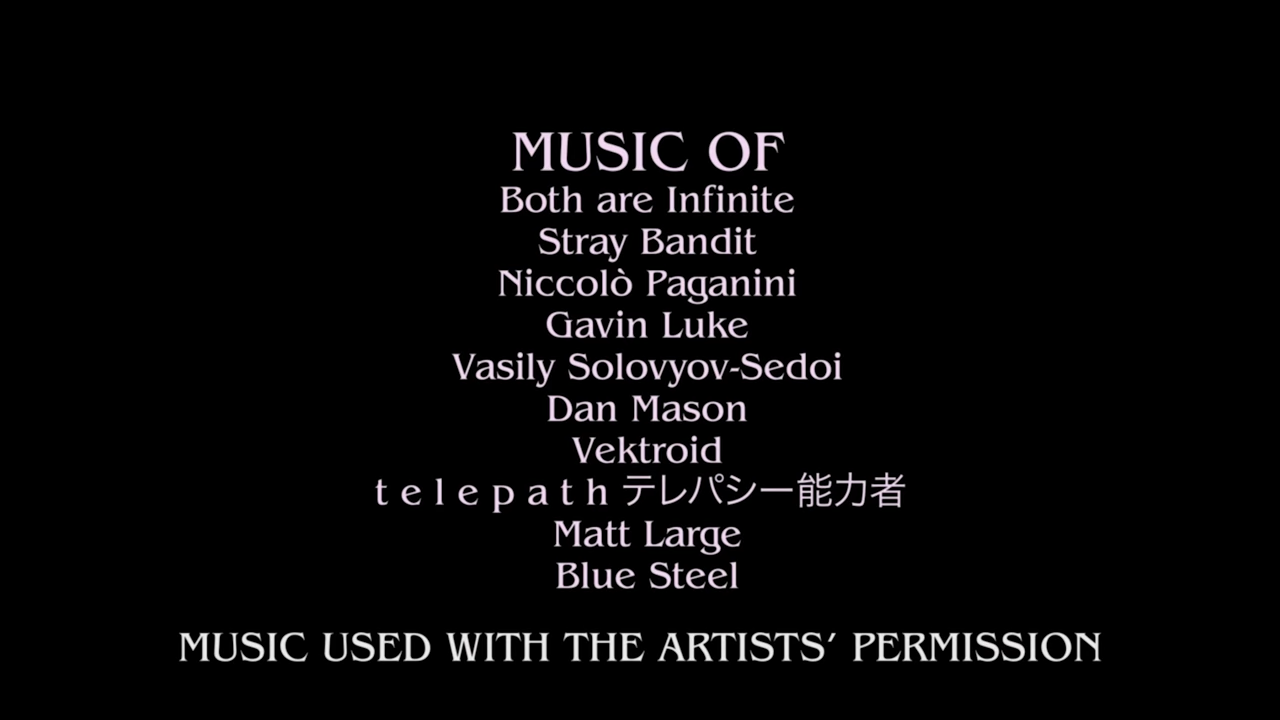 MUSIC OF
Both are Infinite
Stray Bandit
Niccolò Paganini
Gavin Luke
Vasily Solovyov-Sedoi
Dan Mason
Vektroid
t e l e p a t h テレパシー能力者
Matt Large
Blue Steel
MUSIC USED WITH THE ARTISTS’ PERMISSION